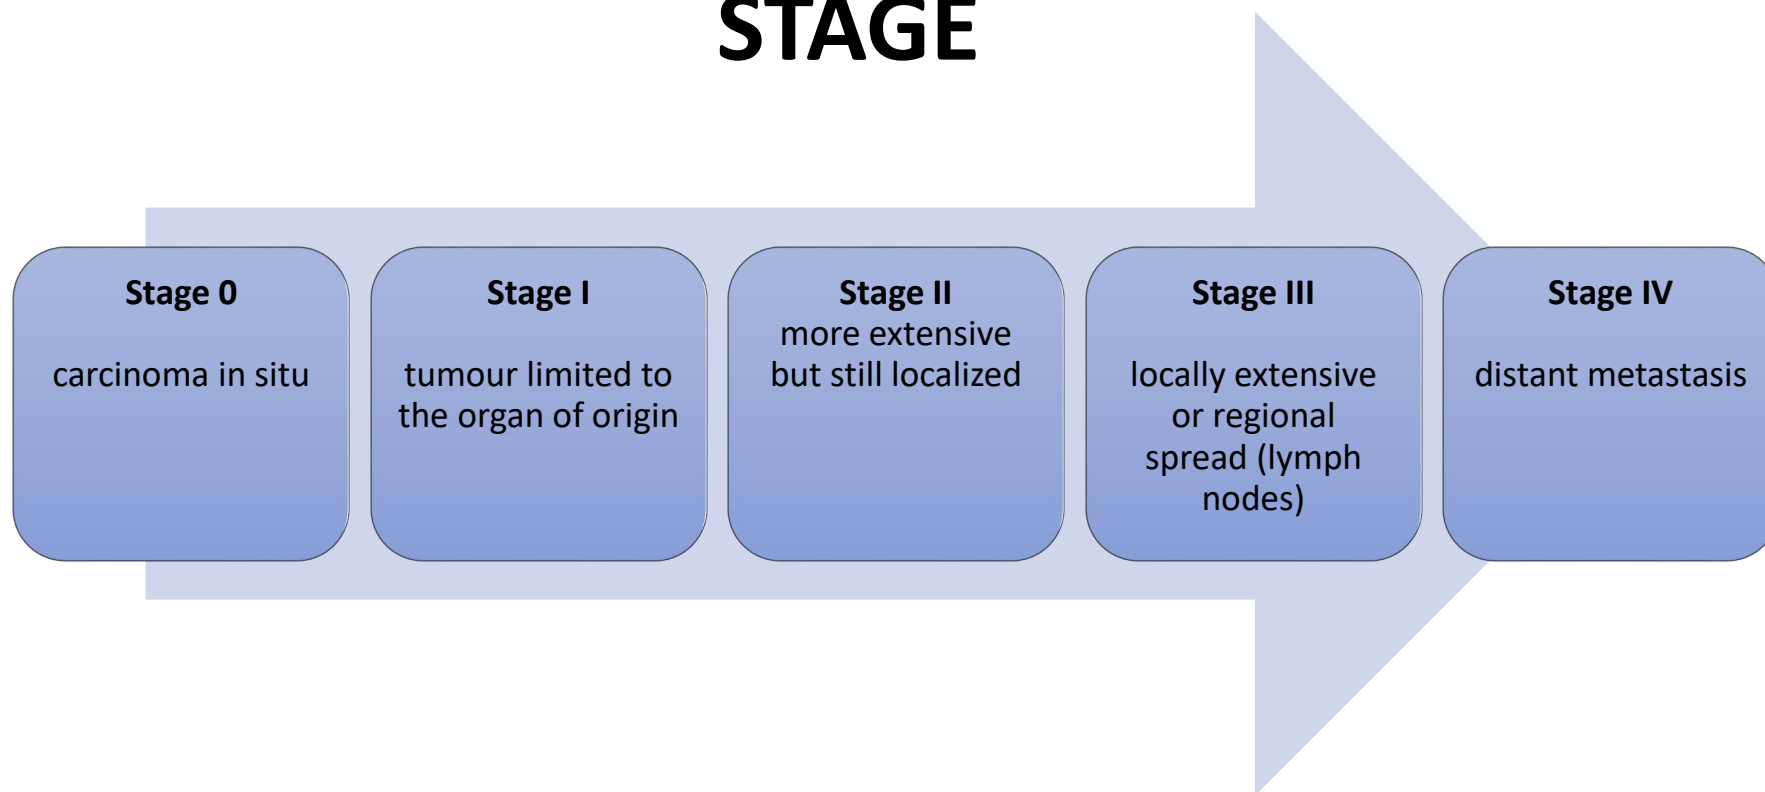 STAGE
Stage 0
carcinoma in situ
Stage I
tumour limited to
the organ of origin
Stage II
more extensive
but still localized
Stage III
locally extensive
or regional
spread (lymph
nodes)
Stage IV
distant metastasis